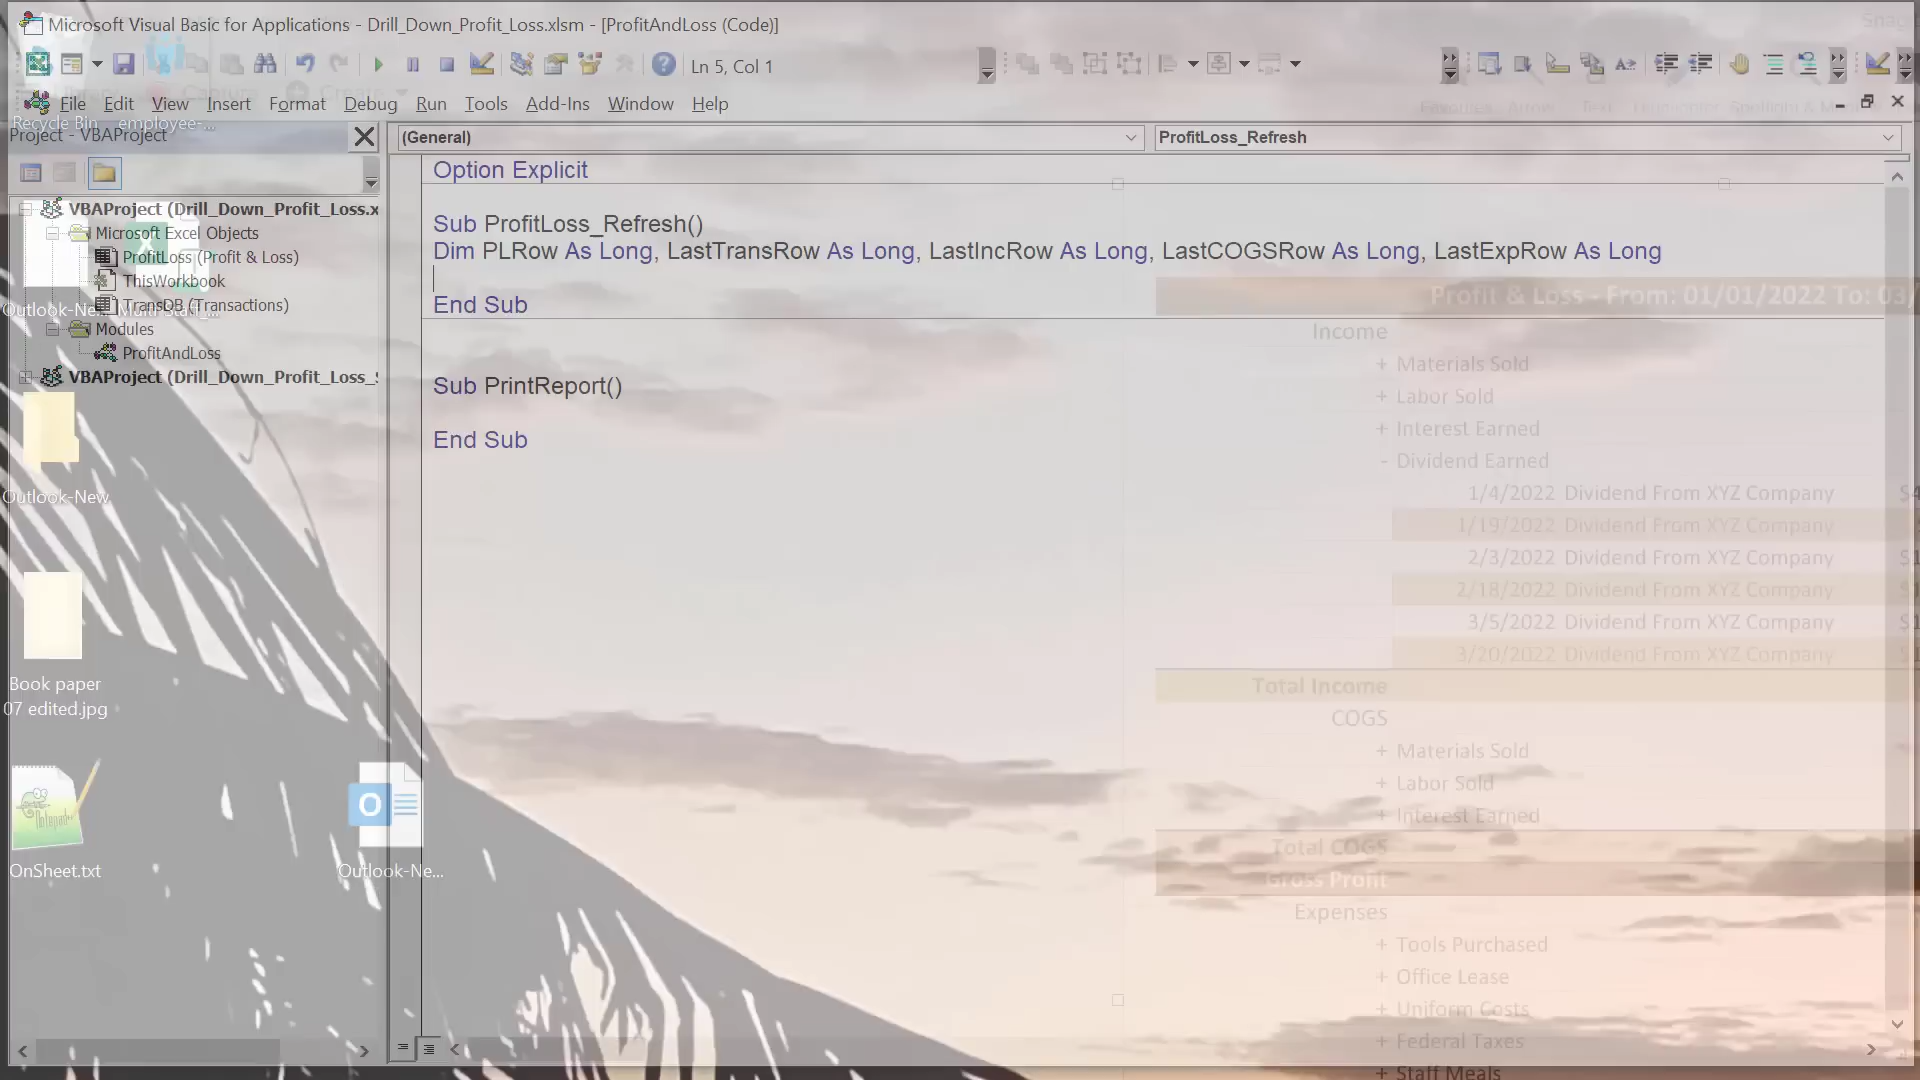 Microsoft Visual Basic for Applications - Drill_Down_Profit_Loss.xlsm - [ProfitAndLoss (Code)]
Ln 5, Col 1
File Edit View Insert Format Debug Run Tools Add-Ins Window Help
Recycle Bin employee-...
Project - VBAProject
(General)
ProfitLoss_Refresh
VBAProject (Drill_Down_Profit_Loss.x
Microsoft Excel Objects
ProfitLoss (Profit & Loss)
ThisWorkbook
TransDB (Transactions)
Modules
ProfitAndLoss
VBAProject (Drill_Down_Profit_Loss_S
Outlook-New
Book paper
07 edited.jpg
OnSheet.txt
Outlook-Ne...
Option Explicit
Sub ProfitLoss_Refresh()
Dim PLRow As Long, LastTransRow As Long, LastIncRow As Long, LastCOGSRow As Long, LastExpRow As Long
End Sub
Sub PrintReport()
End Sub
Profit & Loss - From: 01/01/2022 To: 03/
Income
+ Materials Sold
+ Labor Sold
+ Interest Earned
- Dividend Earned
1/4/2022 Dividend From XYZ Company
1/19/2022 Dividend From XYZ Company
2/3/2022 Dividend From XYZ Company
2/18/2022 Dividend From XYZ Company
3/5/2022 Dividend From XYZ Company
3/20/2022 Dividend From XYZ Company
Total Income
COGS
+ Materials Sold
+ Labor Sold
+ Interest Earned
Total COGS
Gross Profit
Expenses
+ Tools Purchased
+ Office Lease
+ Uniform Costs
+ Federal Taxes
+ Staff Meals